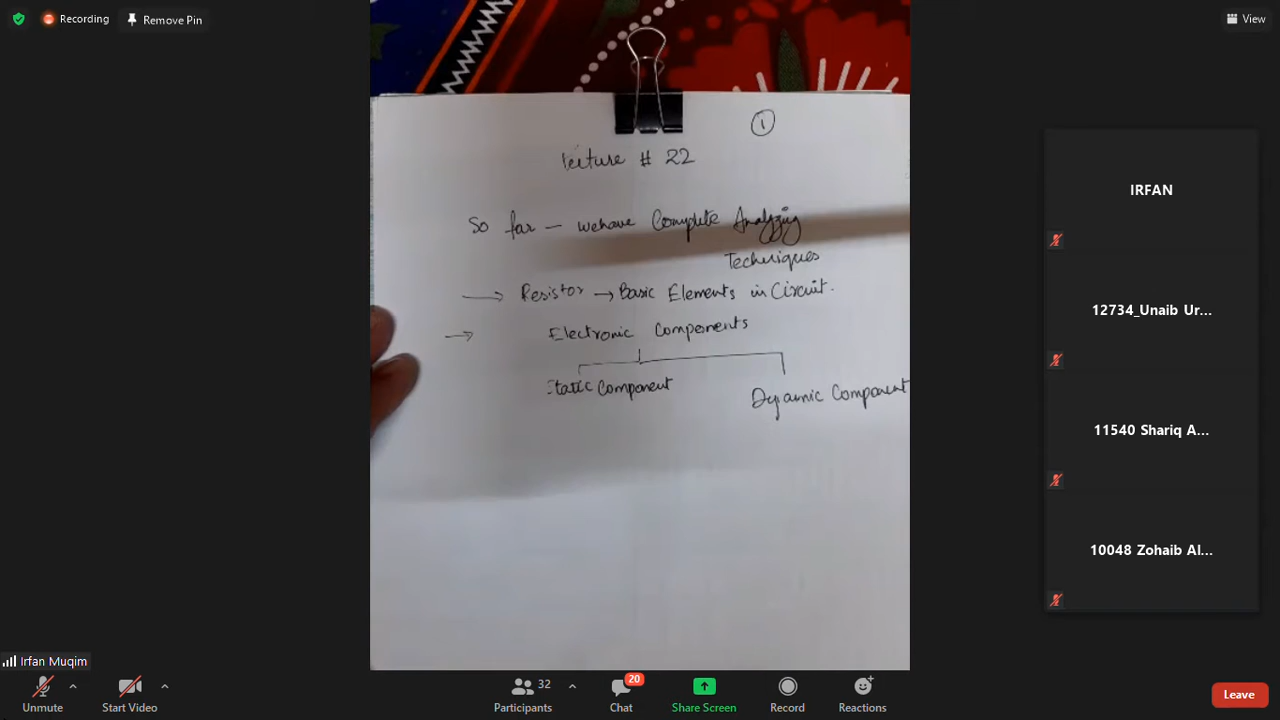 Recording
Remove Pin
View
1
Lecture # 22
So far — we have Complete Analyzing
Techniques
→ Resistor → Basic Elements in Circuit.
→ Electronic Components
Static Component
Dynamic Component
IRFAN
12734_Unaib Ur...
11540 Shariq A...
10048 Zohaib Al...
Irfan Muqim
Unmute
Start Video
32
Participants
20
Chat
Share Screen
Record
Reactions
Leave